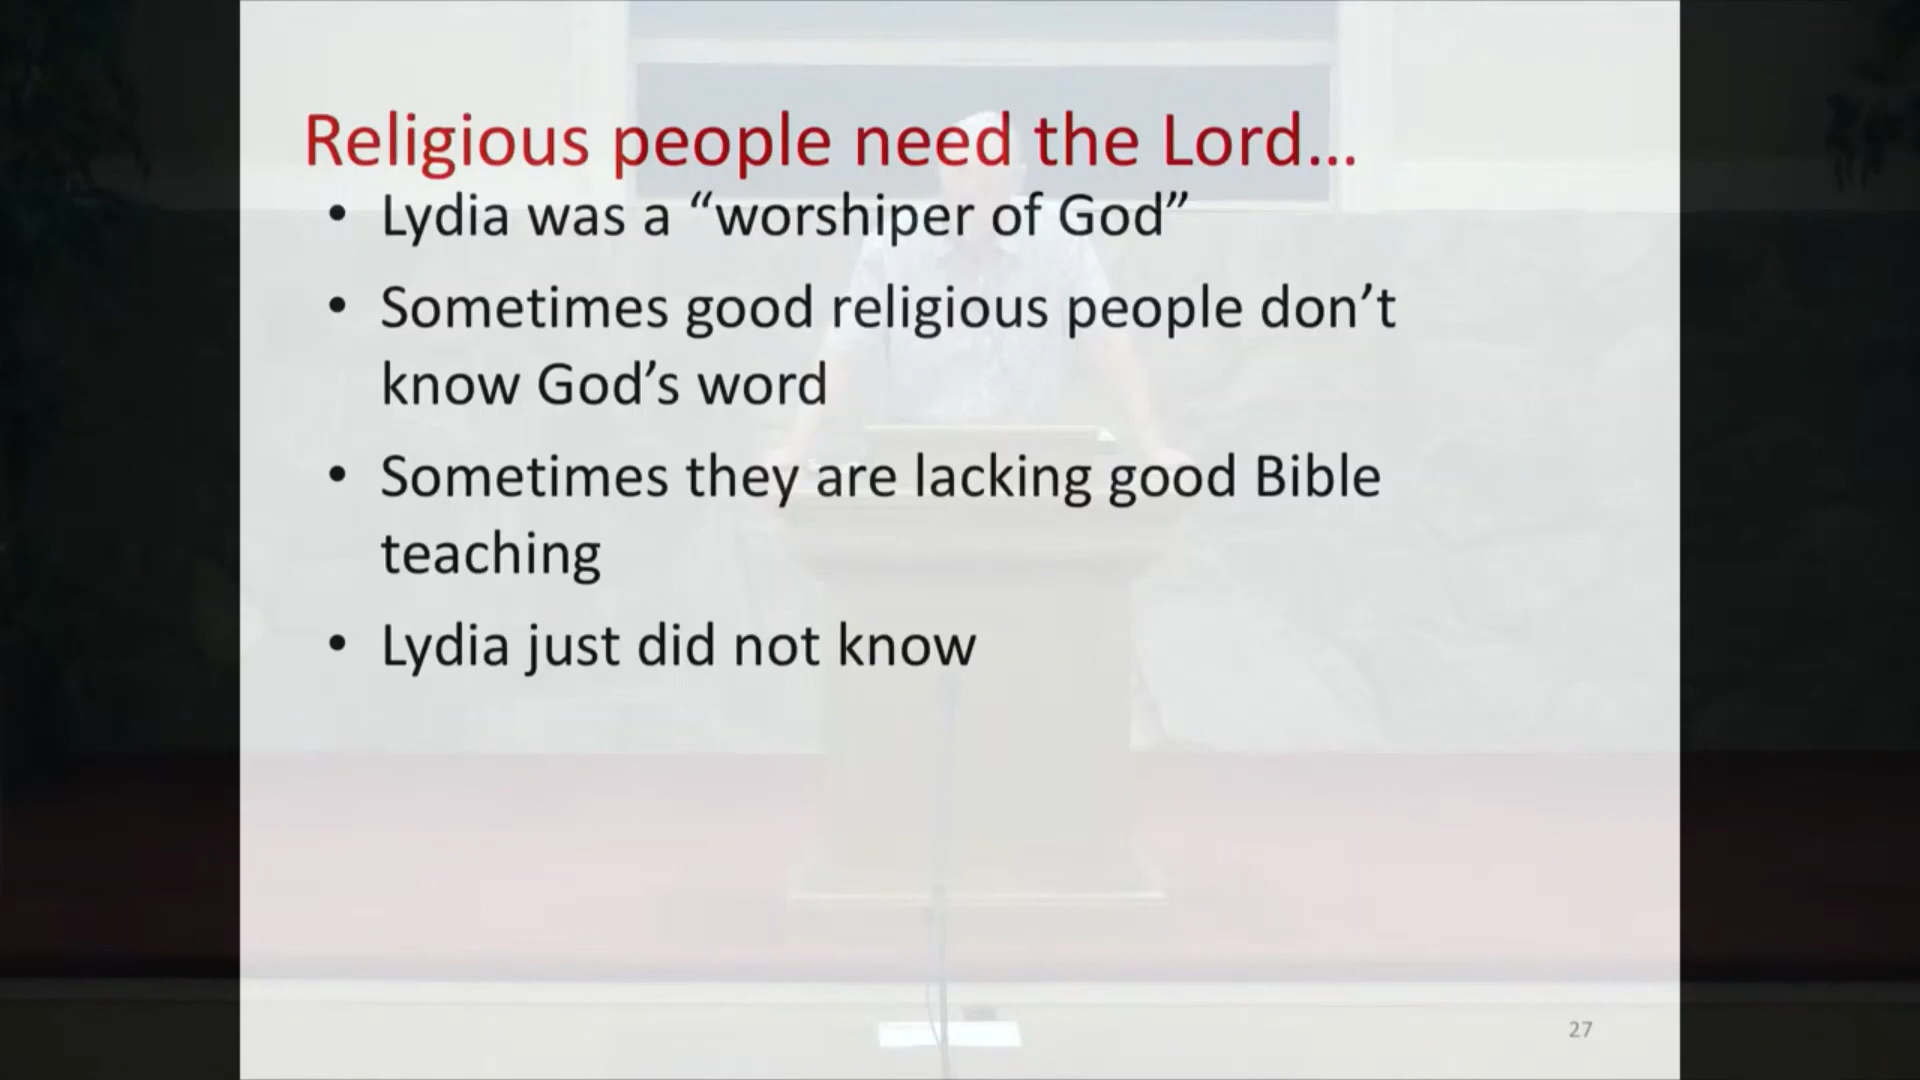 Religious people need the Lord...
• Lydia was a “worshiper of God”
• Sometimes good religious people don’t
know God’s word
• Sometimes they are lacking good Bible
teaching
• Lydia just did not know
27